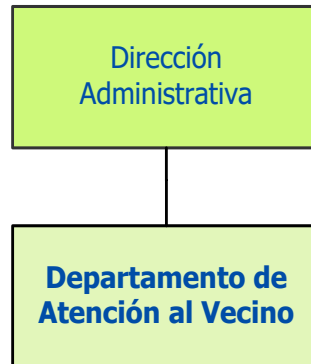 Dirección
Administrativa
Departamento de
Atención al Vecino